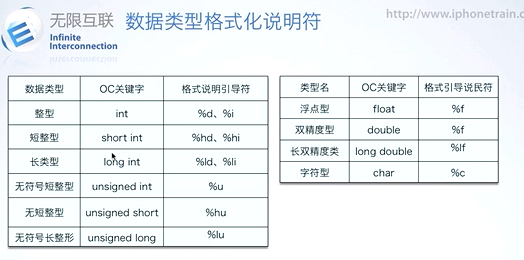 无限互联
Infinite
Interconnection
数据类型格式化说明符
http://www.iphonetrain.c
数据类型 OC关键字 格式说明引导符
整型 int %d、%i
短整型 short int %hd、%hi
长类型 long int %ld、%li
无符号短整型 unsigned int %u
无短整型 unsigned short %hu
无符号长整形 unsigned long %lu
类型名 OC关键字 格式引导说民符
浮点型 float %f
双精度型 double %f
长双精度类 long double %lf
字符型 char %c